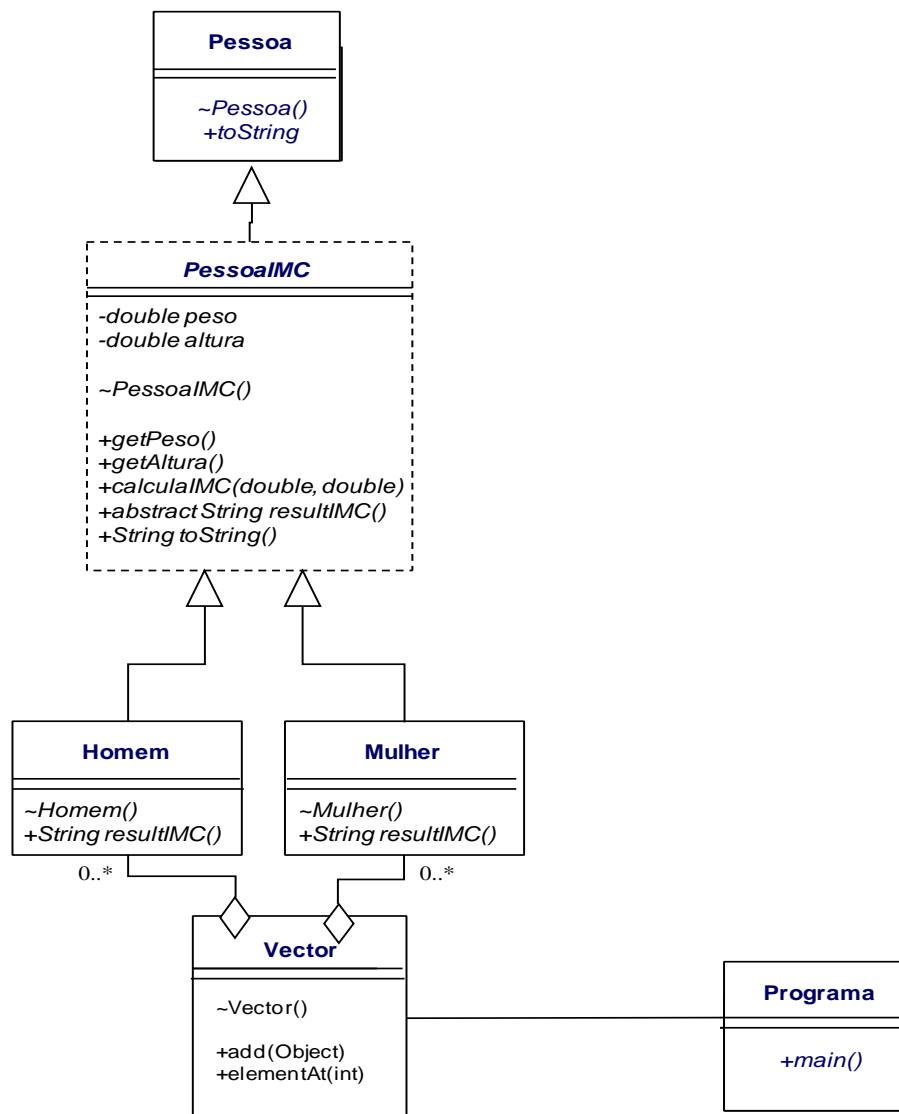 Pessoa
~Pessoa()
+toString
PessoaIMC
-double peso
-double altura
~PessoaIMC()
+getPeso()
+getAltura()
+calculaIMC(double, double)
+abstract String resultIMC()
+String toString()
Homem
~Homem()
+String resultIMC()
Mulher
~Mulher()
+String resultIMC()
0..*
0..*
Vector
~Vector()
+add(Object)
+elementAt(int)
Programa
+main()